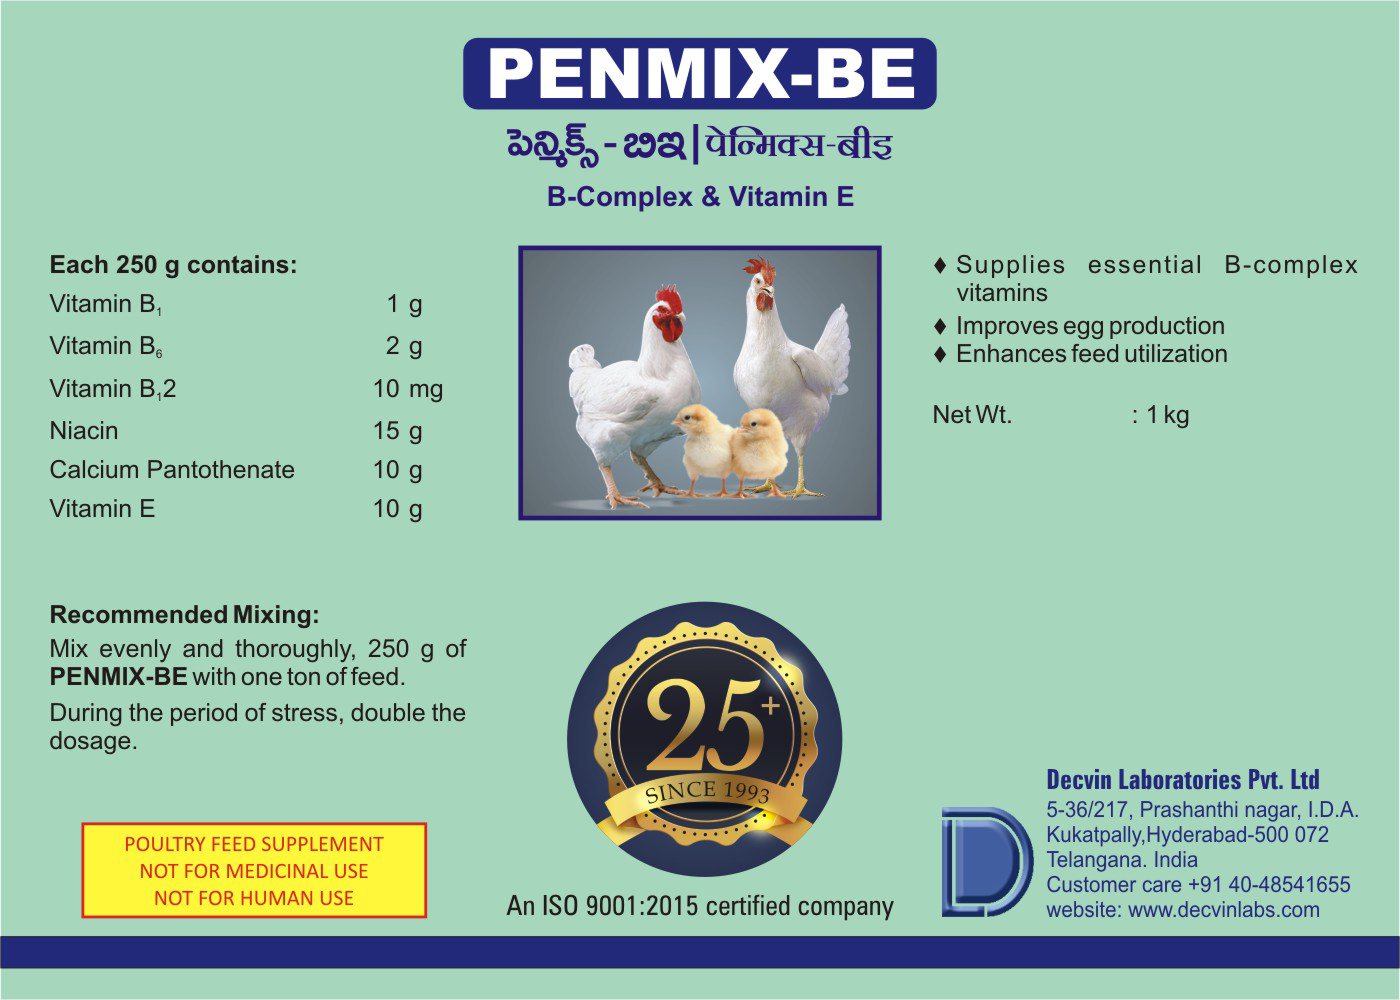 PENMIX-BE
పెన్మిక్స్ - బిఇ | पेन्मिक्स-बीइ
B-Complex & Vitamin E
Each 250 g contains:
Vitamin B₁ 1 g
Vitamin B₆ 2 g
Vitamin B₁2 10 mg
Niacin 15 g
Calcium Pantothenate 10 g
Vitamin E 10 g
♦ Supplies essential B-complex
vitamins
♦ Improves egg production
♦ Enhances feed utilization
Net Wt. : 1 kg
Recommended Mixing:
Mix evenly and thoroughly, 250 g of
PENMIX-BE with one ton of feed.
During the period of stress, double the
dosage.
POULTRY FEED SUPPLEMENT
NOT FOR MEDICINAL USE
NOT FOR HUMAN USE
25+
SINCE 1993
An ISO 9001:2015 certified company
Decvin Laboratories Pvt. Ltd
5-36/217, Prashanthi nagar, I.D.A.
Kukatpally,Hyderabad-500 072
Telangana. India
Customer care +91 40-48541655
website: www.decvinlabs.com